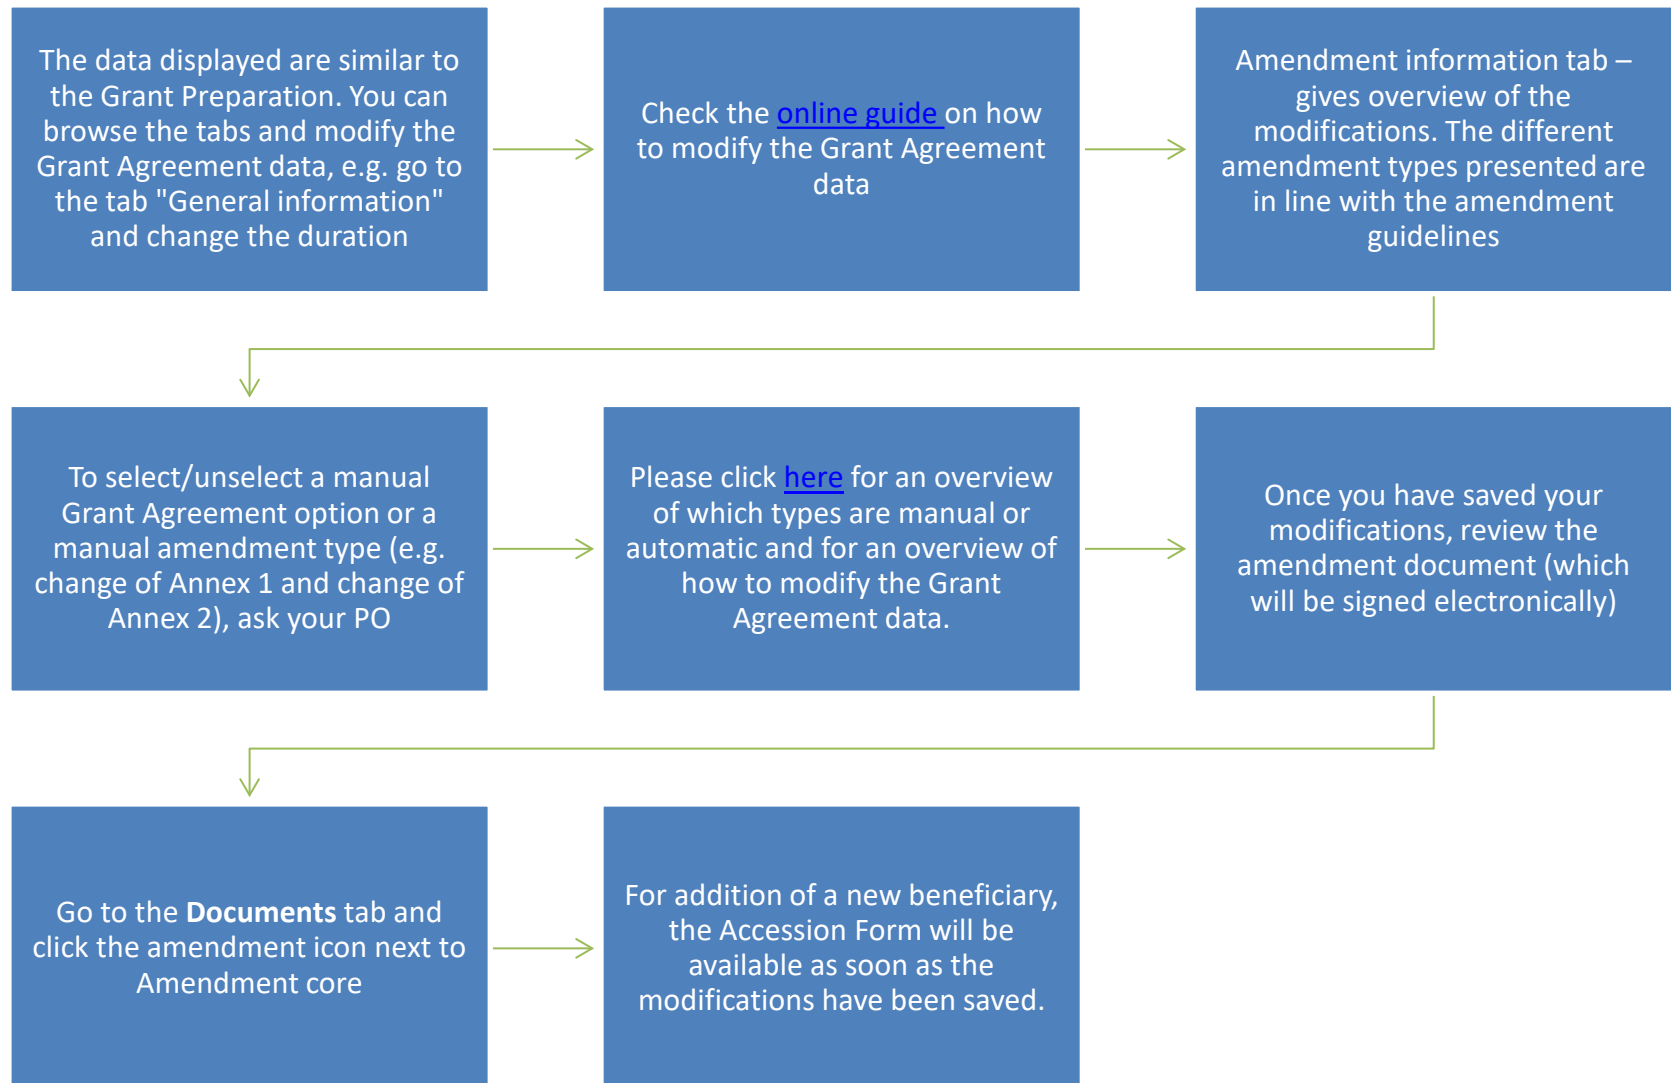 The data displayed are similar to
the Grant Preparation. You can
browse the tabs and modify the
Grant Agreement data, e.g. go to
the tab "General information"
and change the duration
Check the online guide on how
to modify the Grant Agreement
data
Amendment information tab –
gives overview of the
modifications. The different
amendment types presented are
in line with the amendment
guidelines
To select/unselect a manual
Grant Agreement option or a
manual amendment type (e.g.
change of Annex 1 and change of
Annex 2), ask your PO
Please click here for an overview
of which types are manual or
automatic and for an overview of
how to modify the Grant
Agreement data.
Once you have saved your
modifications, review the
amendment document (which
will be signed electronically)
Go to the Documents tab and
click the amendment icon next to
Amendment core
For addition of a new beneficiary,
the Accession Form will be
available as soon as the
modifications have been saved.